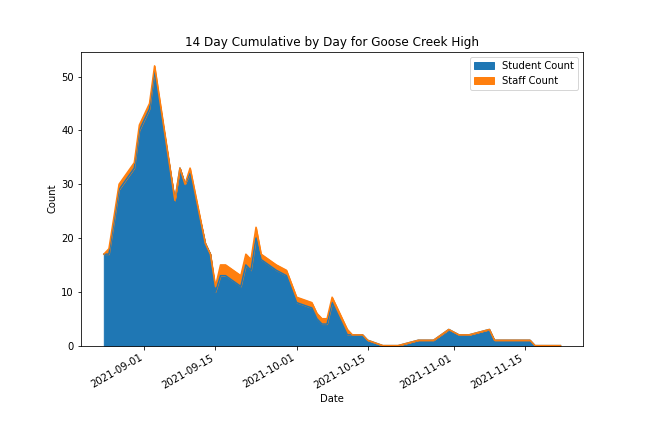 14 Day Cumulative by Day for Goose Creek High
Student Count
Staff Count
Count
50
40
30
20
10
0
2021-09-01
2021-09-15
2021-10-01
2021-10-15
2021-11-01
2021-11-15
Date